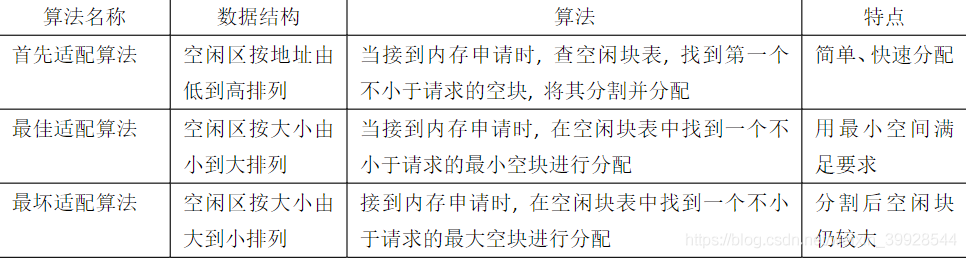 算法名称 数据结构 算法 特点
首先适配算法 空闲区按地址由 当接到内存申请时, 查空闲块表, 找到第一个 简单、快速分配
低到高排列 不小于请求的空块, 将其分割并分配
最佳适配算法 空闲区按大小由 当接到内存申请时, 在空闲块表中找到一个不 用最小空间满
小到大排列 小于请求的最小空块进行分配 足要求
最坏适配算法 空闲区按大小由 接到内存申请时, 在空闲块表中找到一个不小 分割后空闲块
大到小排列 于请求的最大空块进行分配 仍较大
39928544